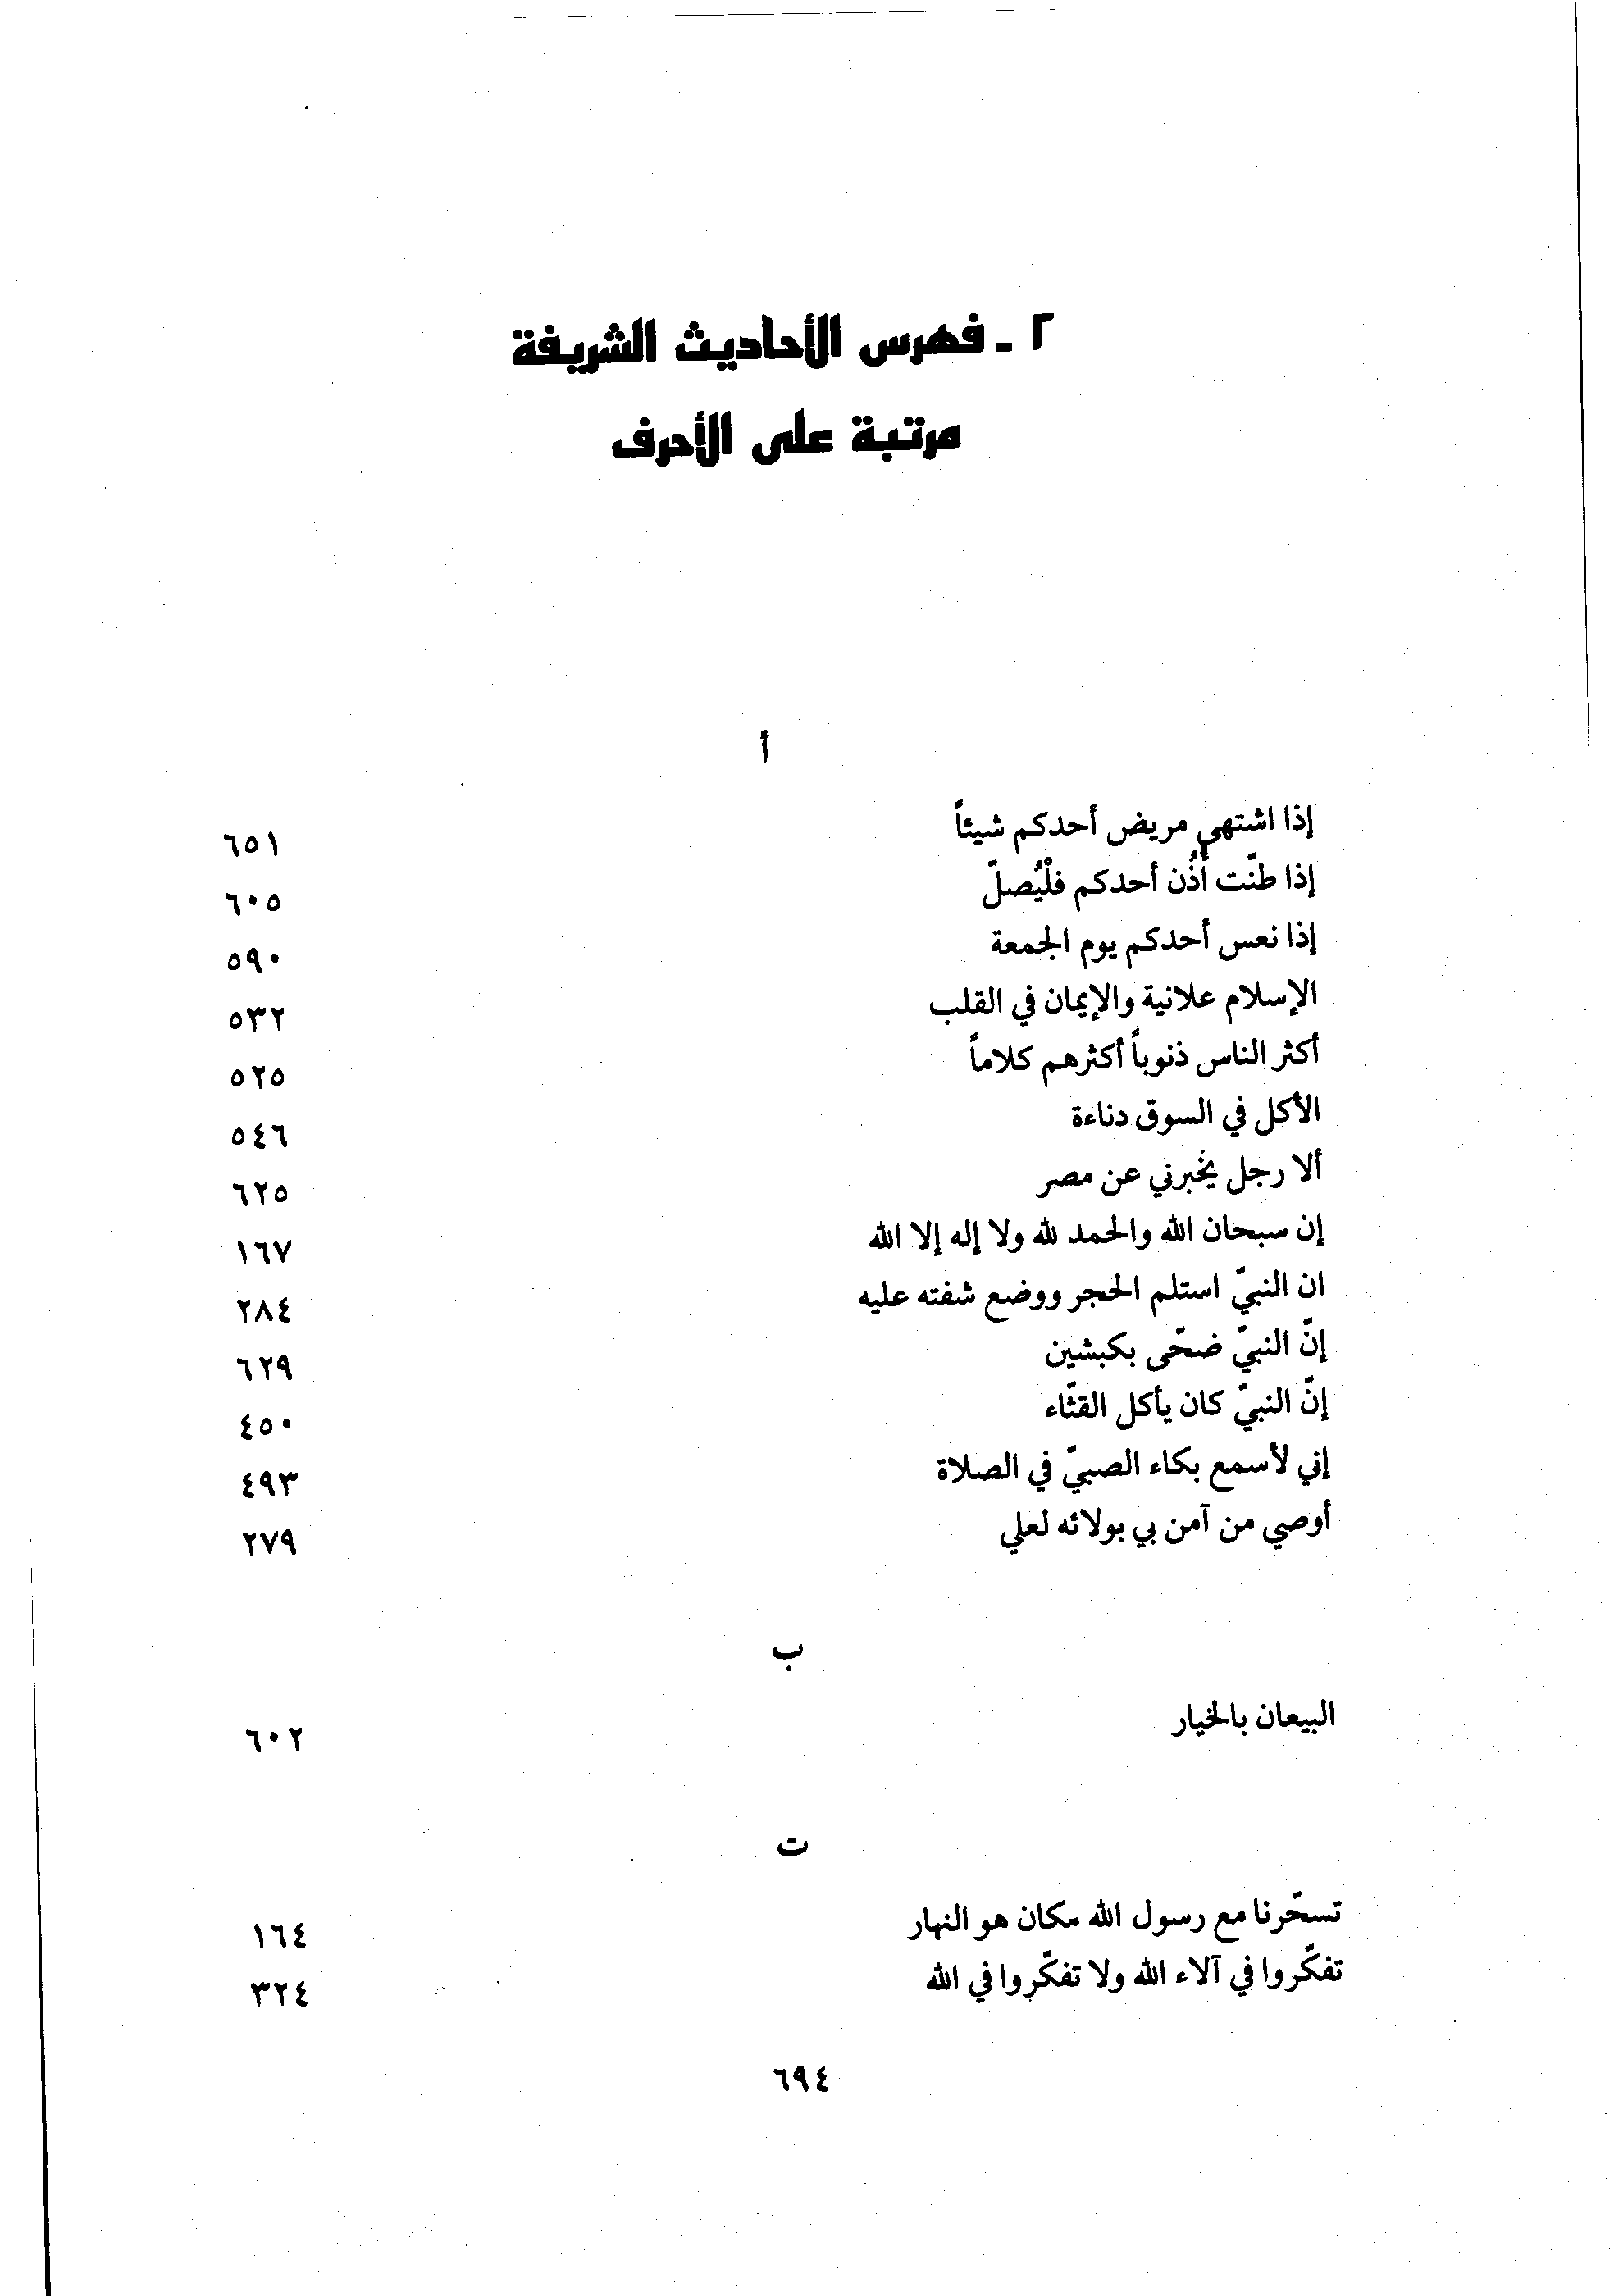 ٢ ـ فهرس الأحاديث الشريفة
مرتبة على الأحرف
أ
إذا اشتهى مريض أحدكم شيئاً ٦٥١
إذا طنّت أُذُن أحدكم فلْيُصلّ ٦٠٥
إذا نعس أحدكم يوم الجمعة ٥٩٠
الإسلام علانية والإيمان في القلب ٥٣٢
أكثر الناس ذنوباً أكثرهم كلاماً ٥٢٥
الأكل في السوق دناءة ٥٤٦
ألا رجل يخُبرني عن مصر ٦٢٥
إن سبحان الله والحمد لله ولا إله إلا الله ١٦٧
ان النبيّ استلم الحجر ووضع شفته عليه ٢٨٤
إنّ النبيّ ضحّى بكبشين ٦٢٩
إنّ النبيّ كان يأكل القثّاء ٤٥٠
إني لأسمع بكاء الصبيّ في الصلاة ٤٩٣
أوصي من آمن بي بولائه لعلي ٢٧٩
ب
البيعان بالخيار ٦٠٢
ت
تسحّرنا مع رسول الله مكان هو النهار ١٦٤
تفكّروا في آلاء الله ولا تفكّروا في الله ٣٢٤
٦٩٤